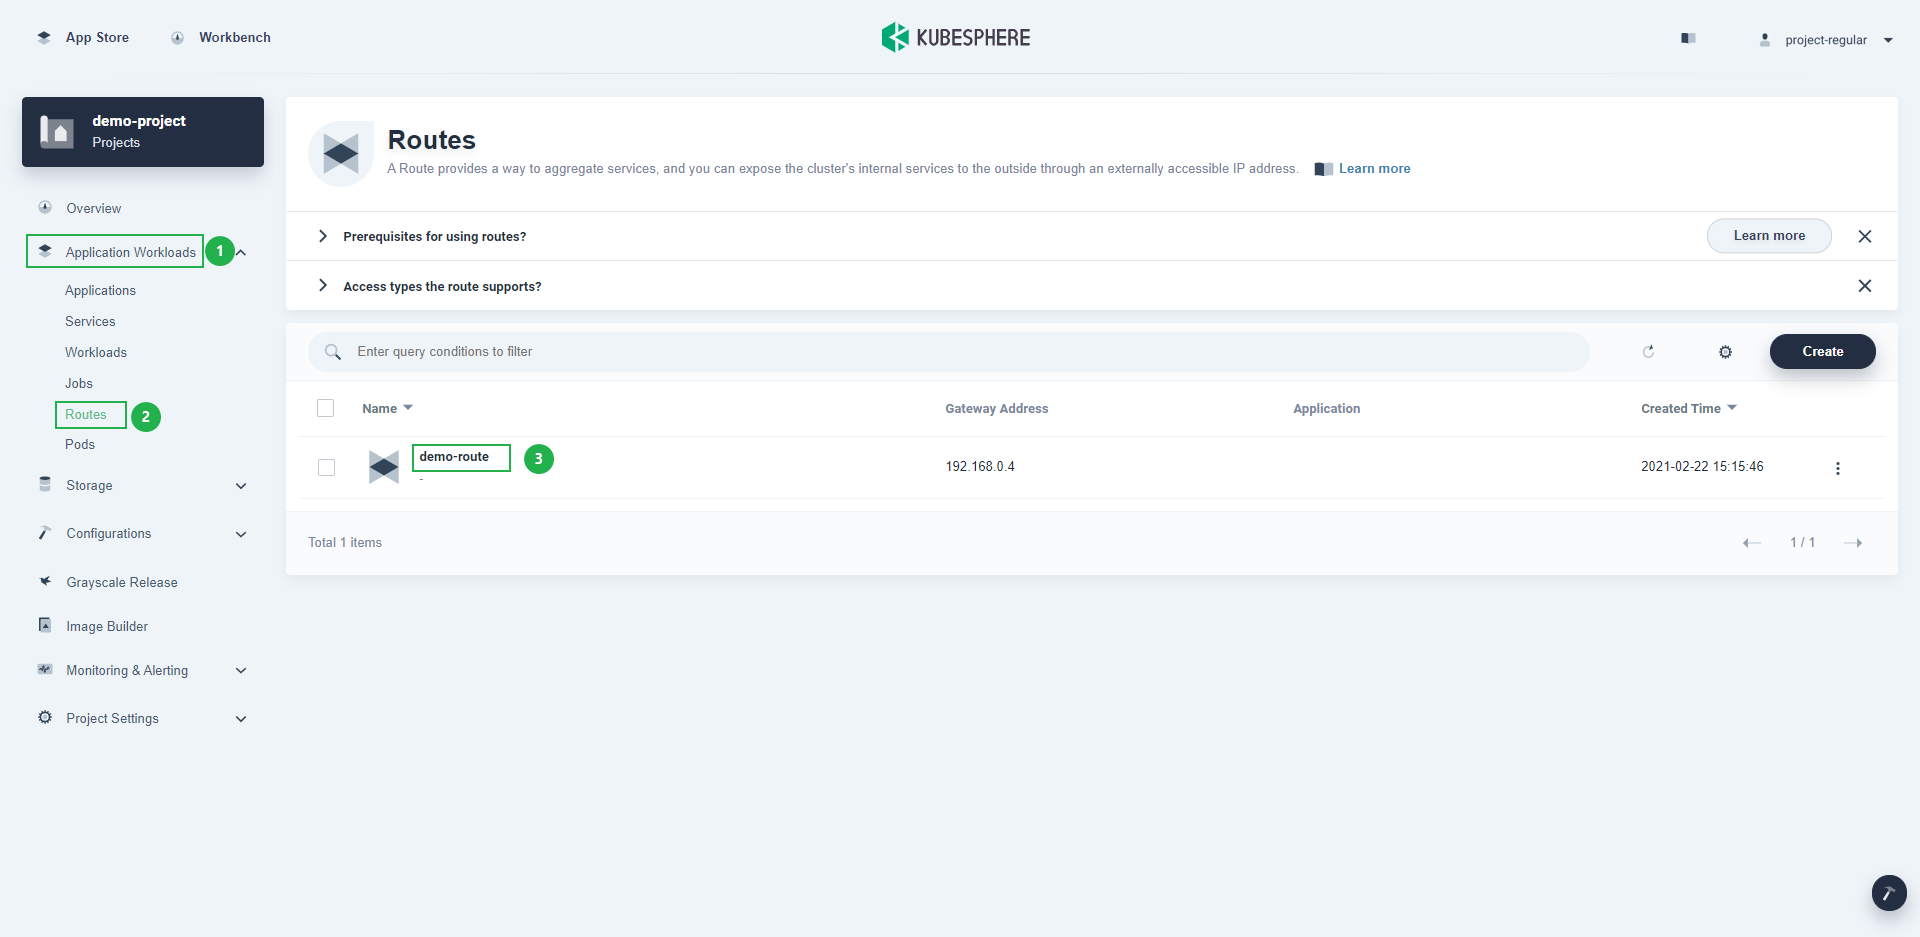 App Store
Workbench
KUBESPHERE
project-regular
demo-project
Projects
Overview
Application Workloads
1
Applications
Services
Workloads
Jobs
Routes
2
Pods
Storage
Configurations
Grayscale Release
Image Builder
Monitoring & Alerting
Project Settings
Routes
A Route provides a way to aggregate services, and you can expose the cluster's internal services to the outside through an externally accessible IP address. Learn more
Prerequisites for using routes?
Learn more
Access types the route supports?
Enter query conditions to filter
Create
Name Gateway Address Application Created Time
demo-route 3 192.168.0.4 2021-02-22 15:15:46
-
Total 1 items
1 / 1